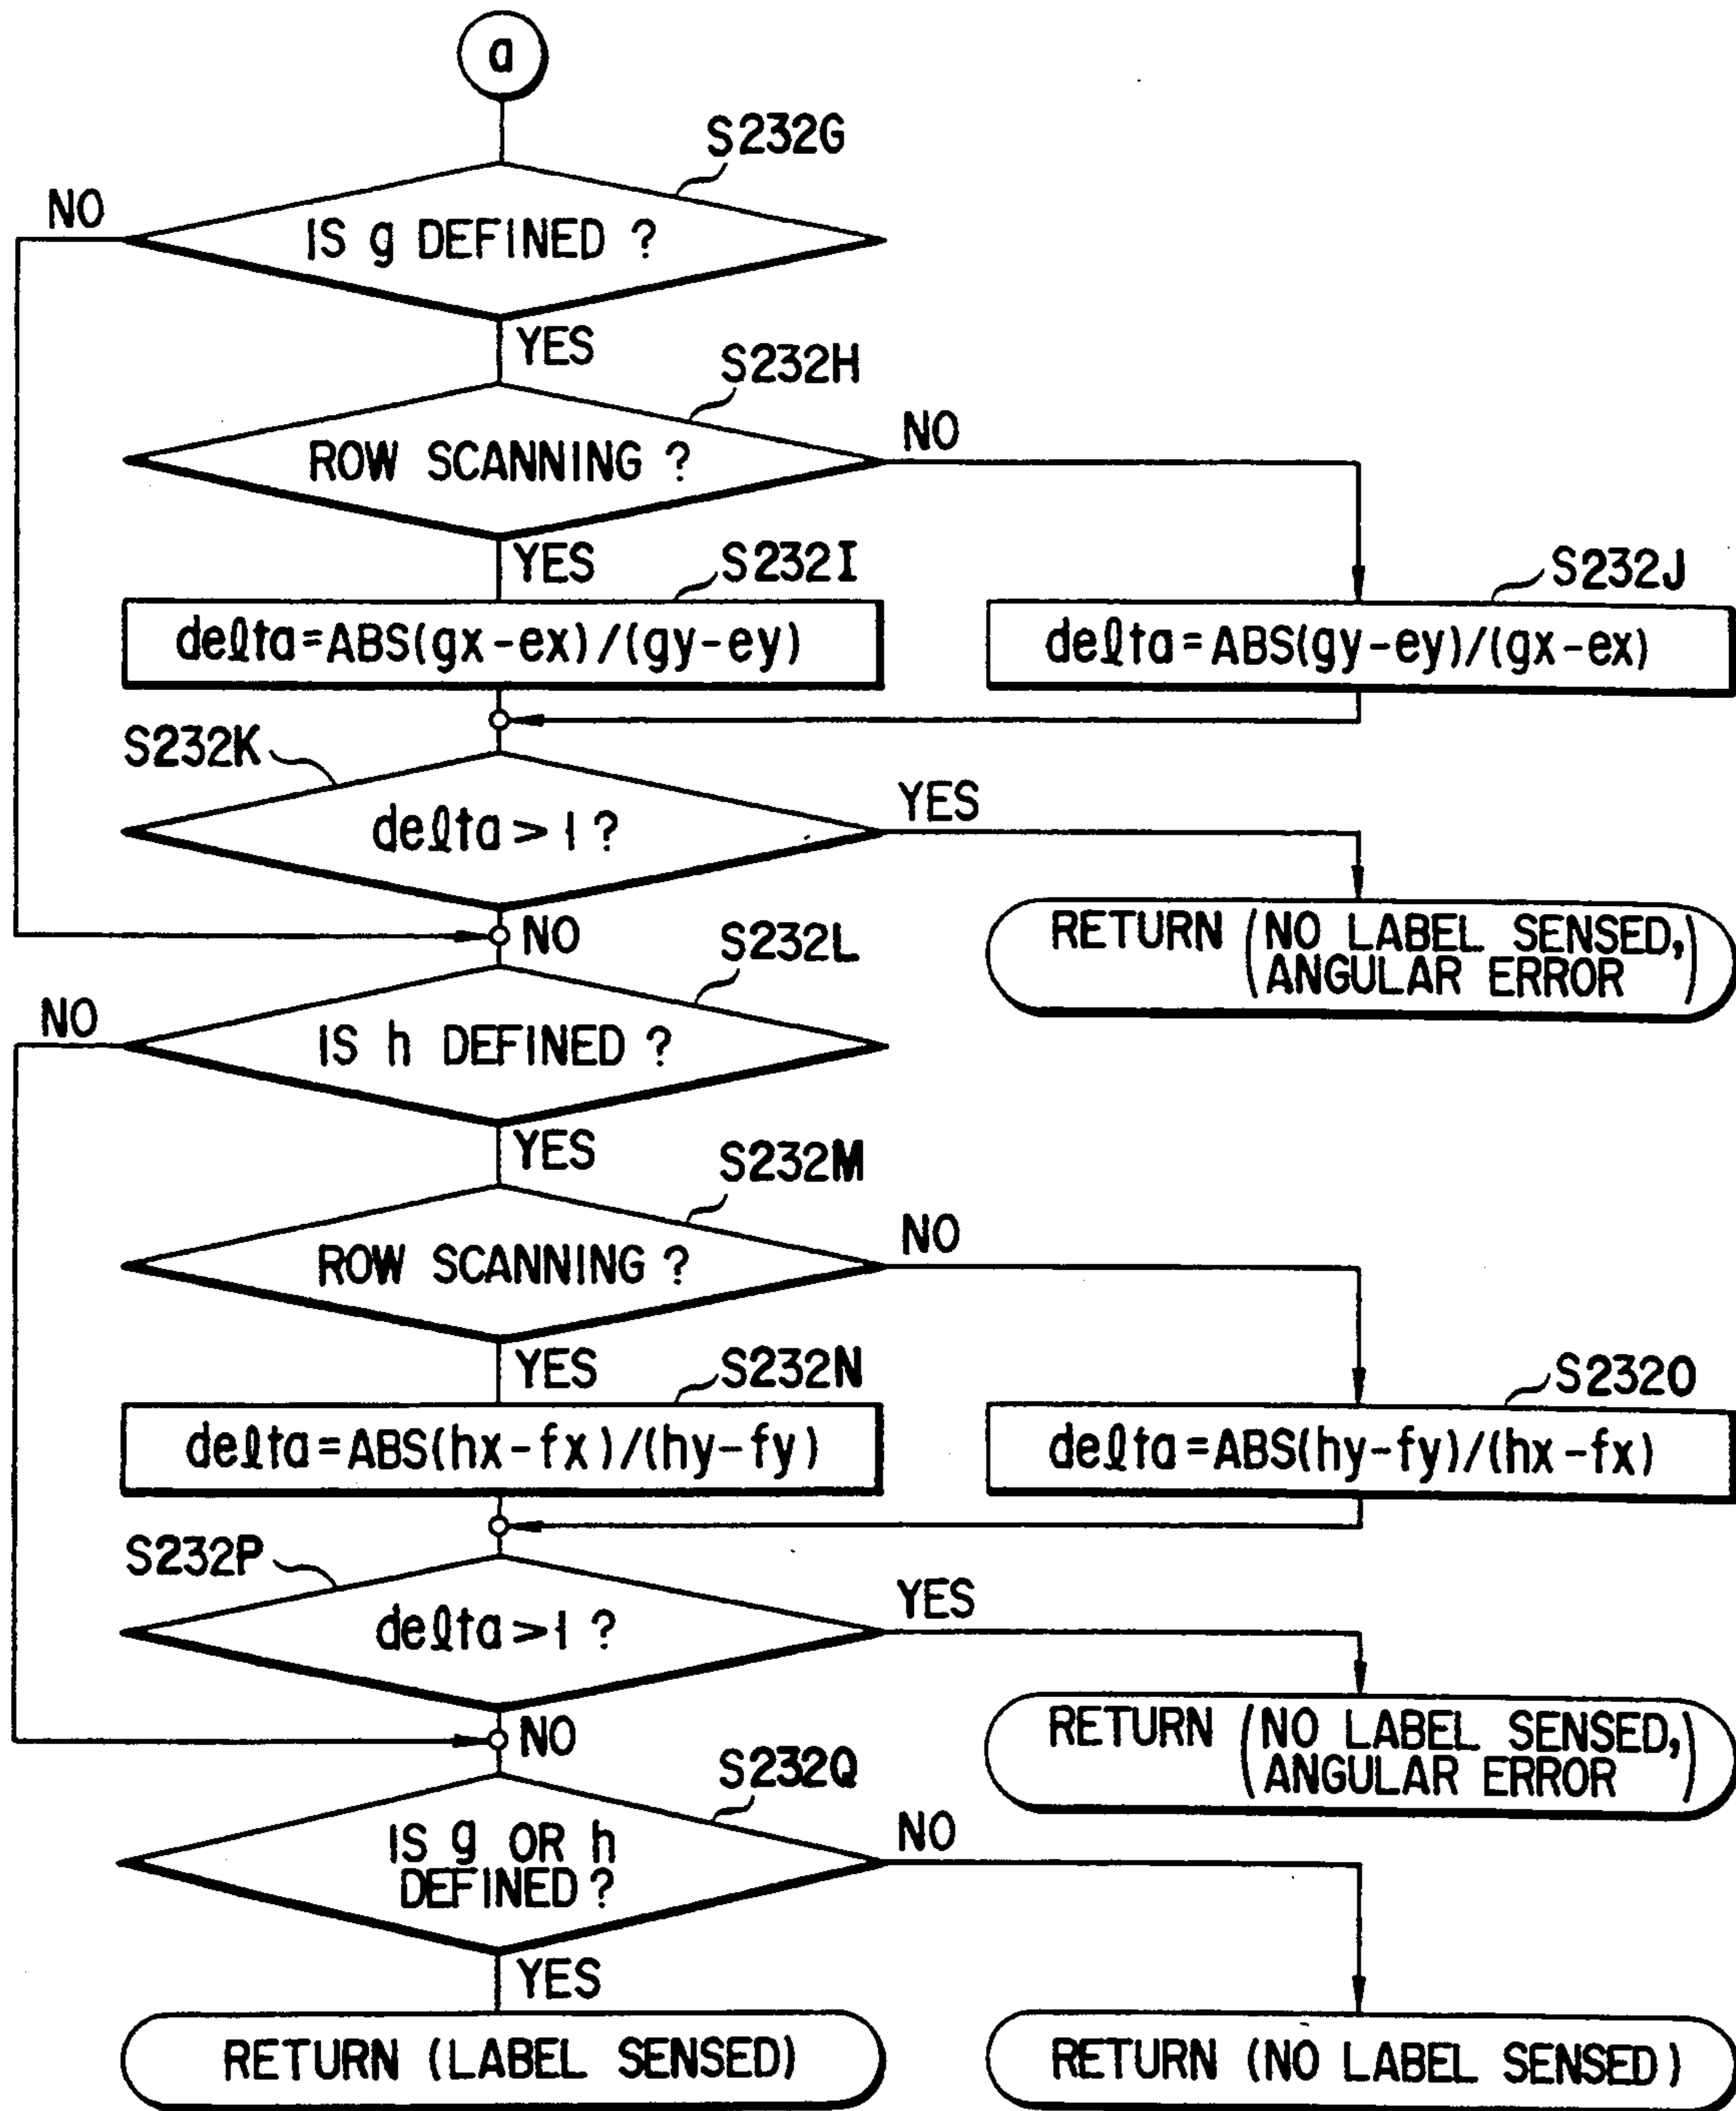 a
S232G
NO
IS g DEFINED ?
YES
S232H
ROW SCANNING ?
NO
YES
S232I
S232J
delta=ABS(gx-ex)/(gy-ey)
delta=ABS(gy-ey)/(gx-ex)
S232K
delta>1?
YES
NO
RETURN (NO LABEL SENSED,
ANGULAR ERROR)
S232L
NO
IS h DEFINED ?
YES
S232M
ROW SCANNING ?
NO
YES
S232N
S232O
delta=ABS(hx-fx)/(hy-fy)
delta=ABS(hy-fy)/(hx-fx)
S232P
delta>1 ?
YES
NO
RETURN (NO LABEL SENSED,
ANGULAR ERROR)
S232Q
IS g OR h
DEFINED ?
NO
YES
RETURN (LABEL SENSED)
RETURN (NO LABEL SENSED)